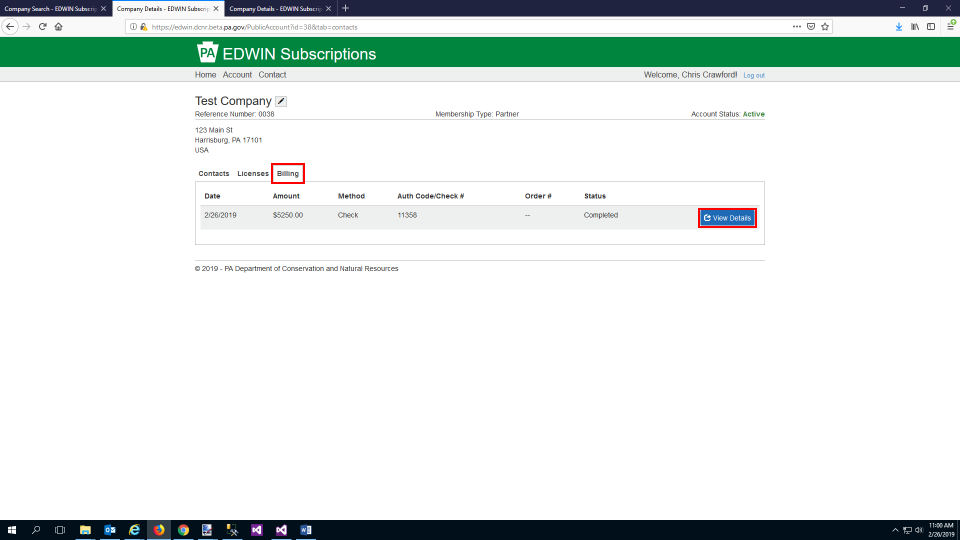 Company Search - EDWIN Subscrip
Company Details - EDWIN Subscrip
Company Details - EDWIN Subscrip
https://edwin.dcnr.beta.pa.gov/PublicAccount?id=38&tab=contacts
PA EDWIN Subscriptions
Home Account Contact Welcome, Chris Crawford! Log out
Test Company
Reference Number: 0038 Membership Type: Partner Account Status: Active
123 Main St
Harrisburg, PA 17101
USA
Contacts Licenses Billing
Date Amount Method Auth Code/Check # Order # Status
2/26/2019 $5250.00 Check 11358 -- Completed View Details
© 2019 - PA Department of Conservation and Natural Resources
11:00 AM
2/26/2019